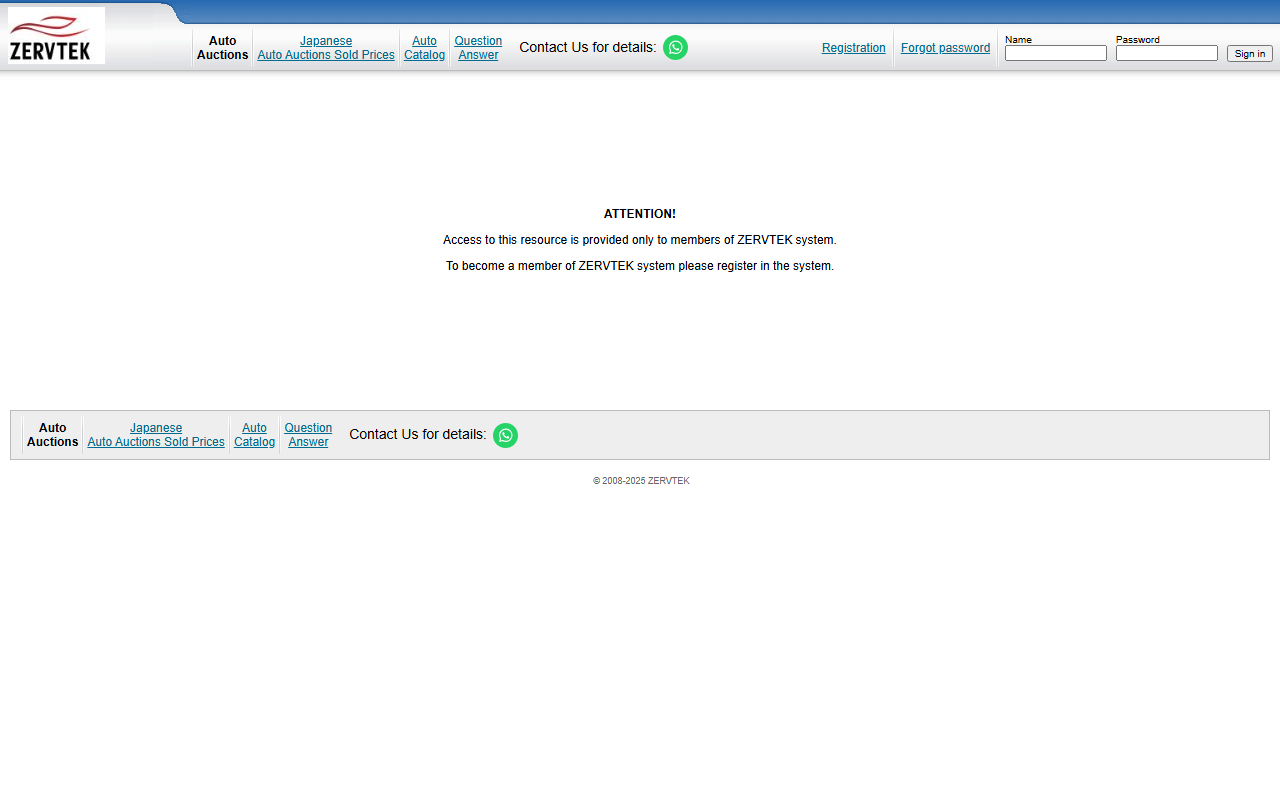 ZERVTEK
Auto
Auctions
Japanese
Auto Auctions Sold Prices
Auto
Catalog
Question
Answer
Contact Us for details:
Registration
Forgot password
Name
Password
Sign in
ATTENTION!
Access to this resource is provided only to members of ZERVTEK system.
To become a member of ZERVTEK system please register in the system.
Auto
Auctions
Japanese
Auto Auctions Sold Prices
Auto
Catalog
Question
Answer
Contact Us for details:
© 2008-2025 ZERVTEK